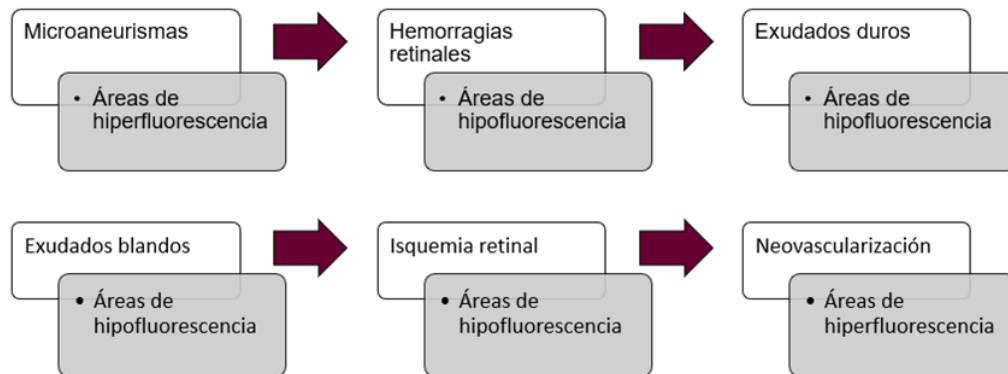 Microaneurismas
• Áreas de
hiperfluorescencia
Hemorragias
retinales
• Áreas de
hipofluorescencia
Exudados duros
• Áreas de
hipofluorescencia
Exudados blandos
• Áreas de
hipofluorescencia
Isquemia retinal
• Áreas de
hipofluorescencia
Neovascularización
• Áreas de
hiperfluorescencia